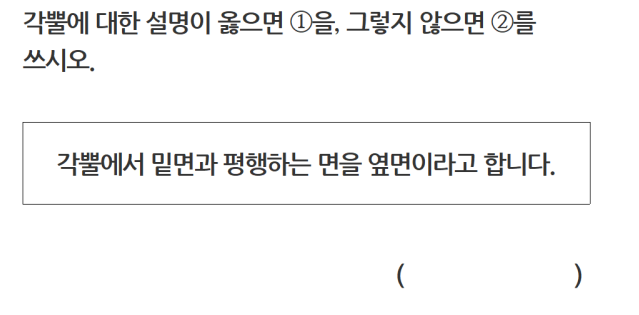 각뿔에 대한 설명이 옳으면 ①을, 그렇지 않으면 ②를
쓰시오.
각뿔에서 밑면과 평행하는 면을 옆면이라고 합니다.
(                    )